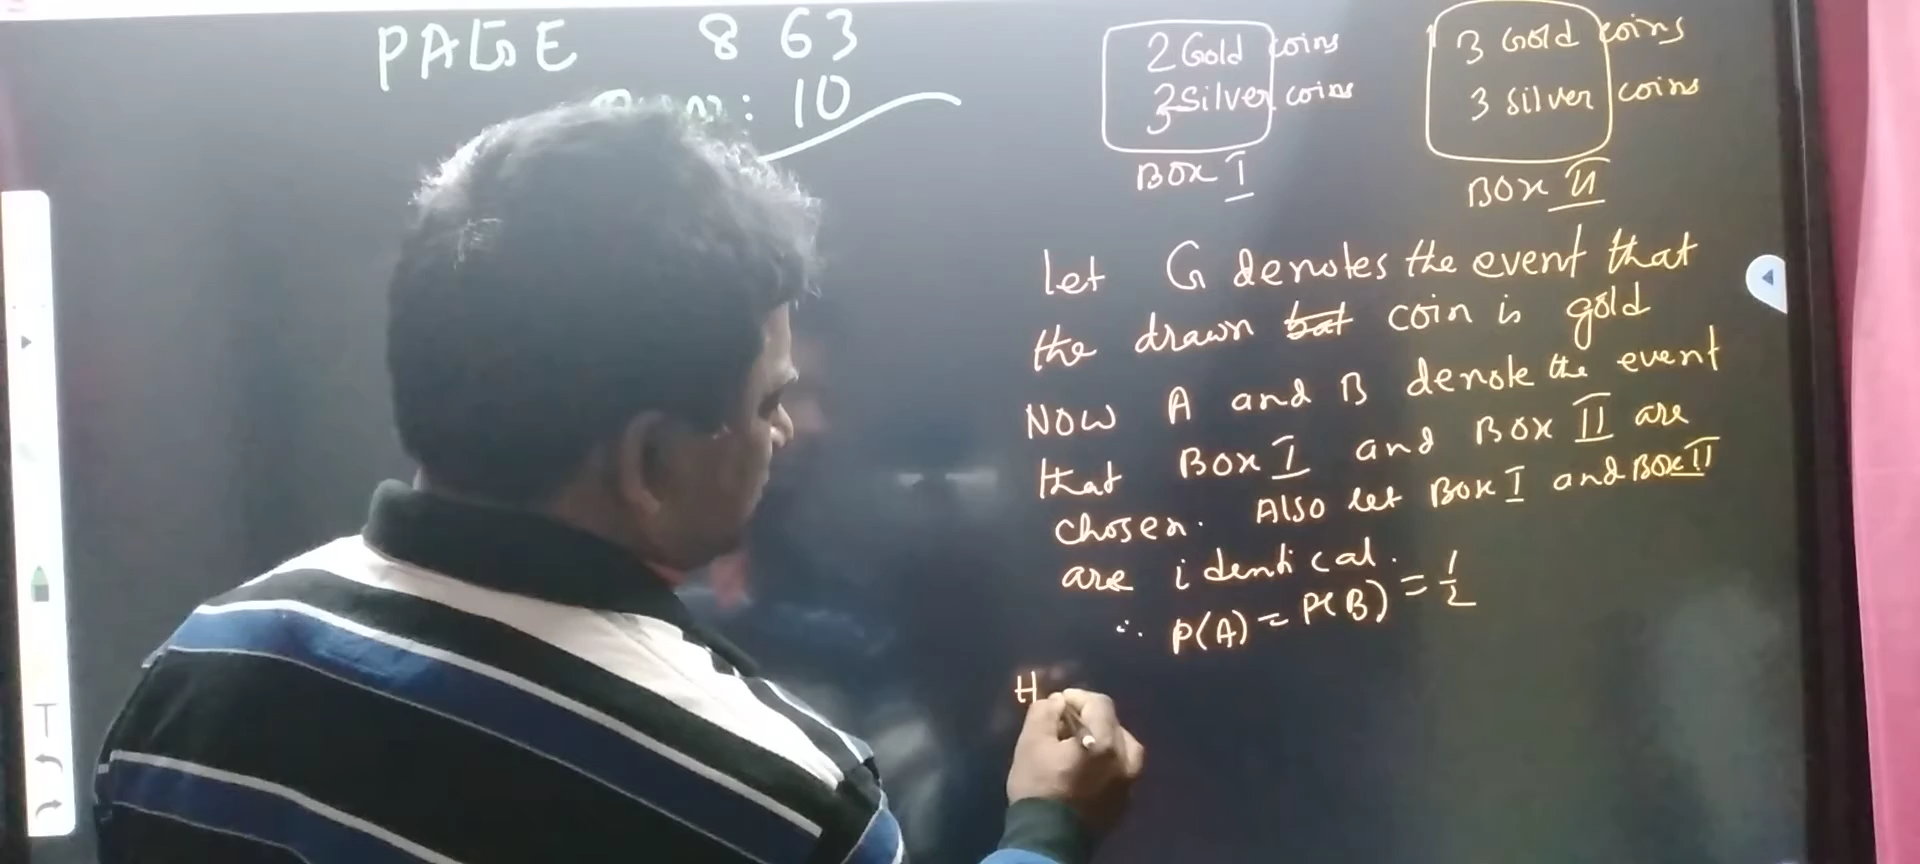 PAGE 863
: 10
2 Gold coins
3 Silver coins
BOX I
3 Gold coins
3 silver coins
BOX II
Let G denotes the event that
the drawn bat coin is gold
NOW A and B denote the event
that Box I and Box II are
chosen. Also let Box I and Box II
are identical.
∴ P(A) = P(B) = 1/2
H
T